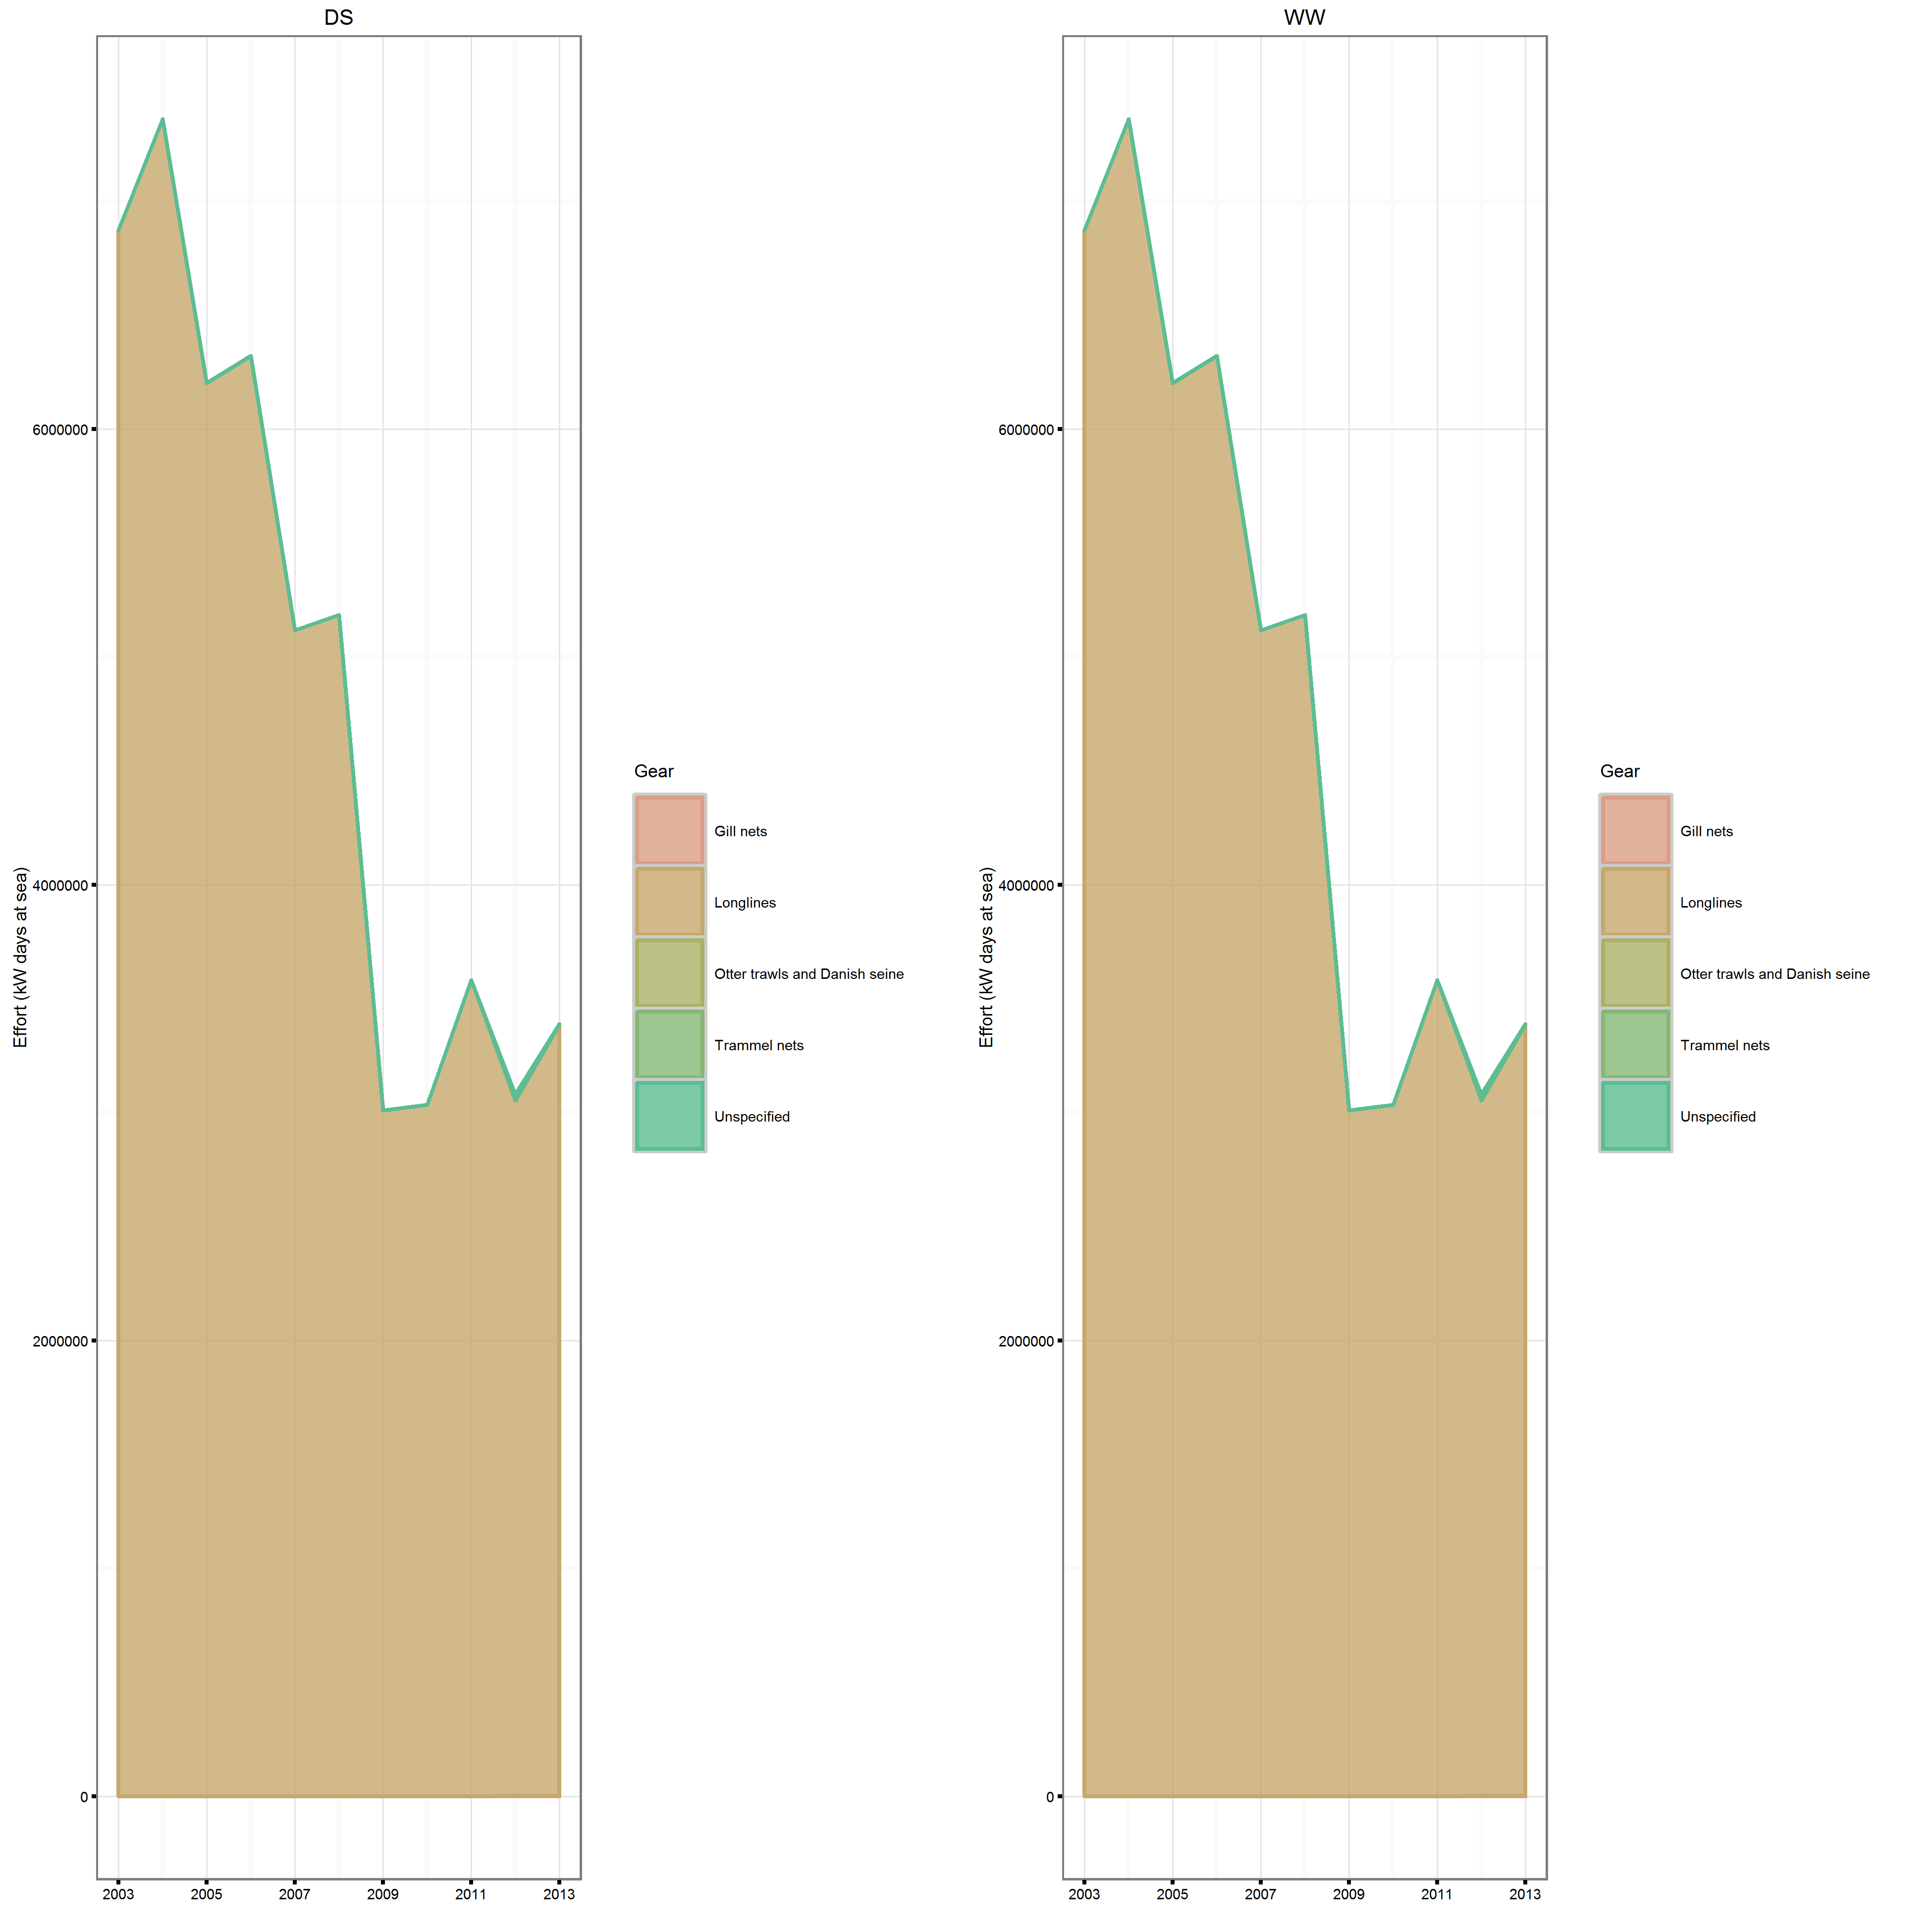 DS
Effort (kW days at sea)
6000000
4000000
2000000
0
2003 2005 2007 2009 2011 2013
Gear
Gill nets
Longlines
Otter trawls and Danish seine
Trammel nets
Unspecified
WW
Effort (kW days at sea)
6000000
4000000
2000000
0
2003 2005 2007 2009 2011 2013
Gear
Gill nets
Longlines
Otter trawls and Danish seine
Trammel nets
Unspecified